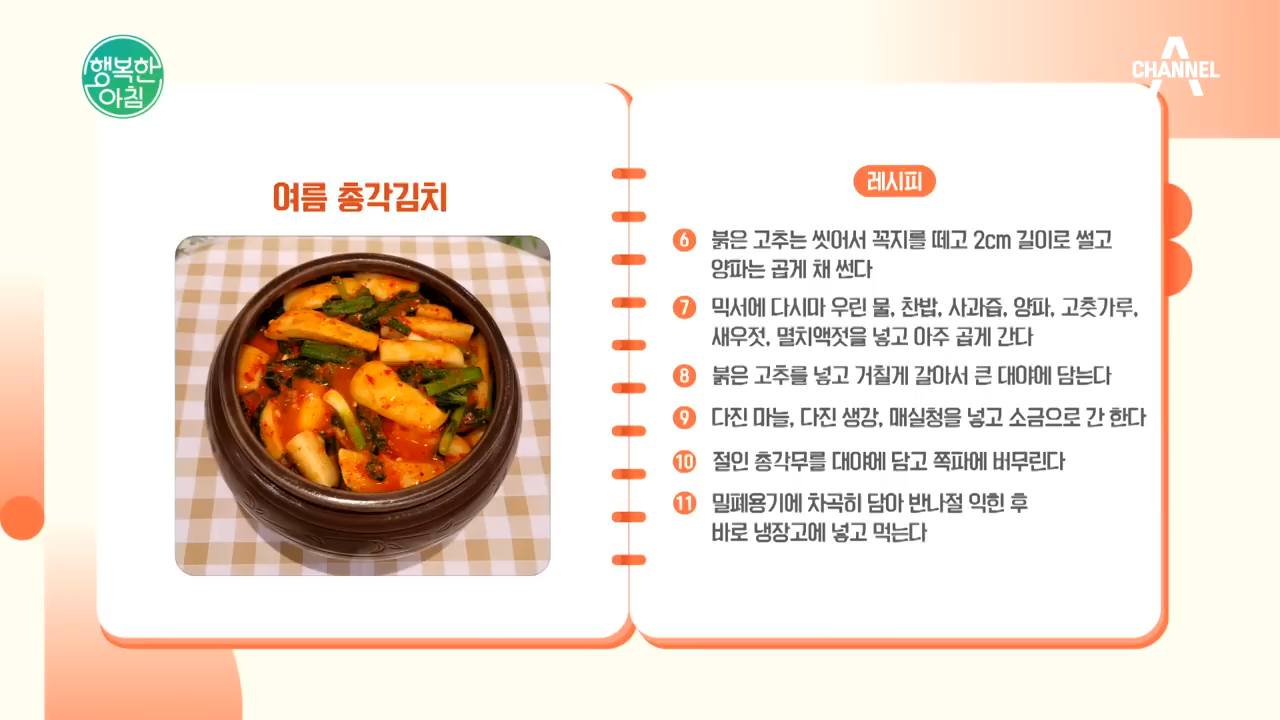 행복한
아침
CHANNEL A
여름 총각김치
레시피
6 붉은 고추는 씻어서 꼭지를 떼고 2cm 길이로 썰고
양파는 곱게 채 썬다
7 믹서에 다시마 우린 물, 찬밥, 사과즙, 양파, 고춧가루,
새우젓, 멸치액젓을 넣고 아주 곱게 간다
8 붉은 고추를 넣고 거칠게 갈아서 큰 대야에 담는다
9 다진 마늘, 다진 생강, 매실청을 넣고 소금으로 간 한다
10 절인 총각무를 대야에 담고 쪽파에 버무린다
11 밀폐용기에 차곡히 담아 반나절 익힌 후
바로 냉장고에 넣고 먹는다